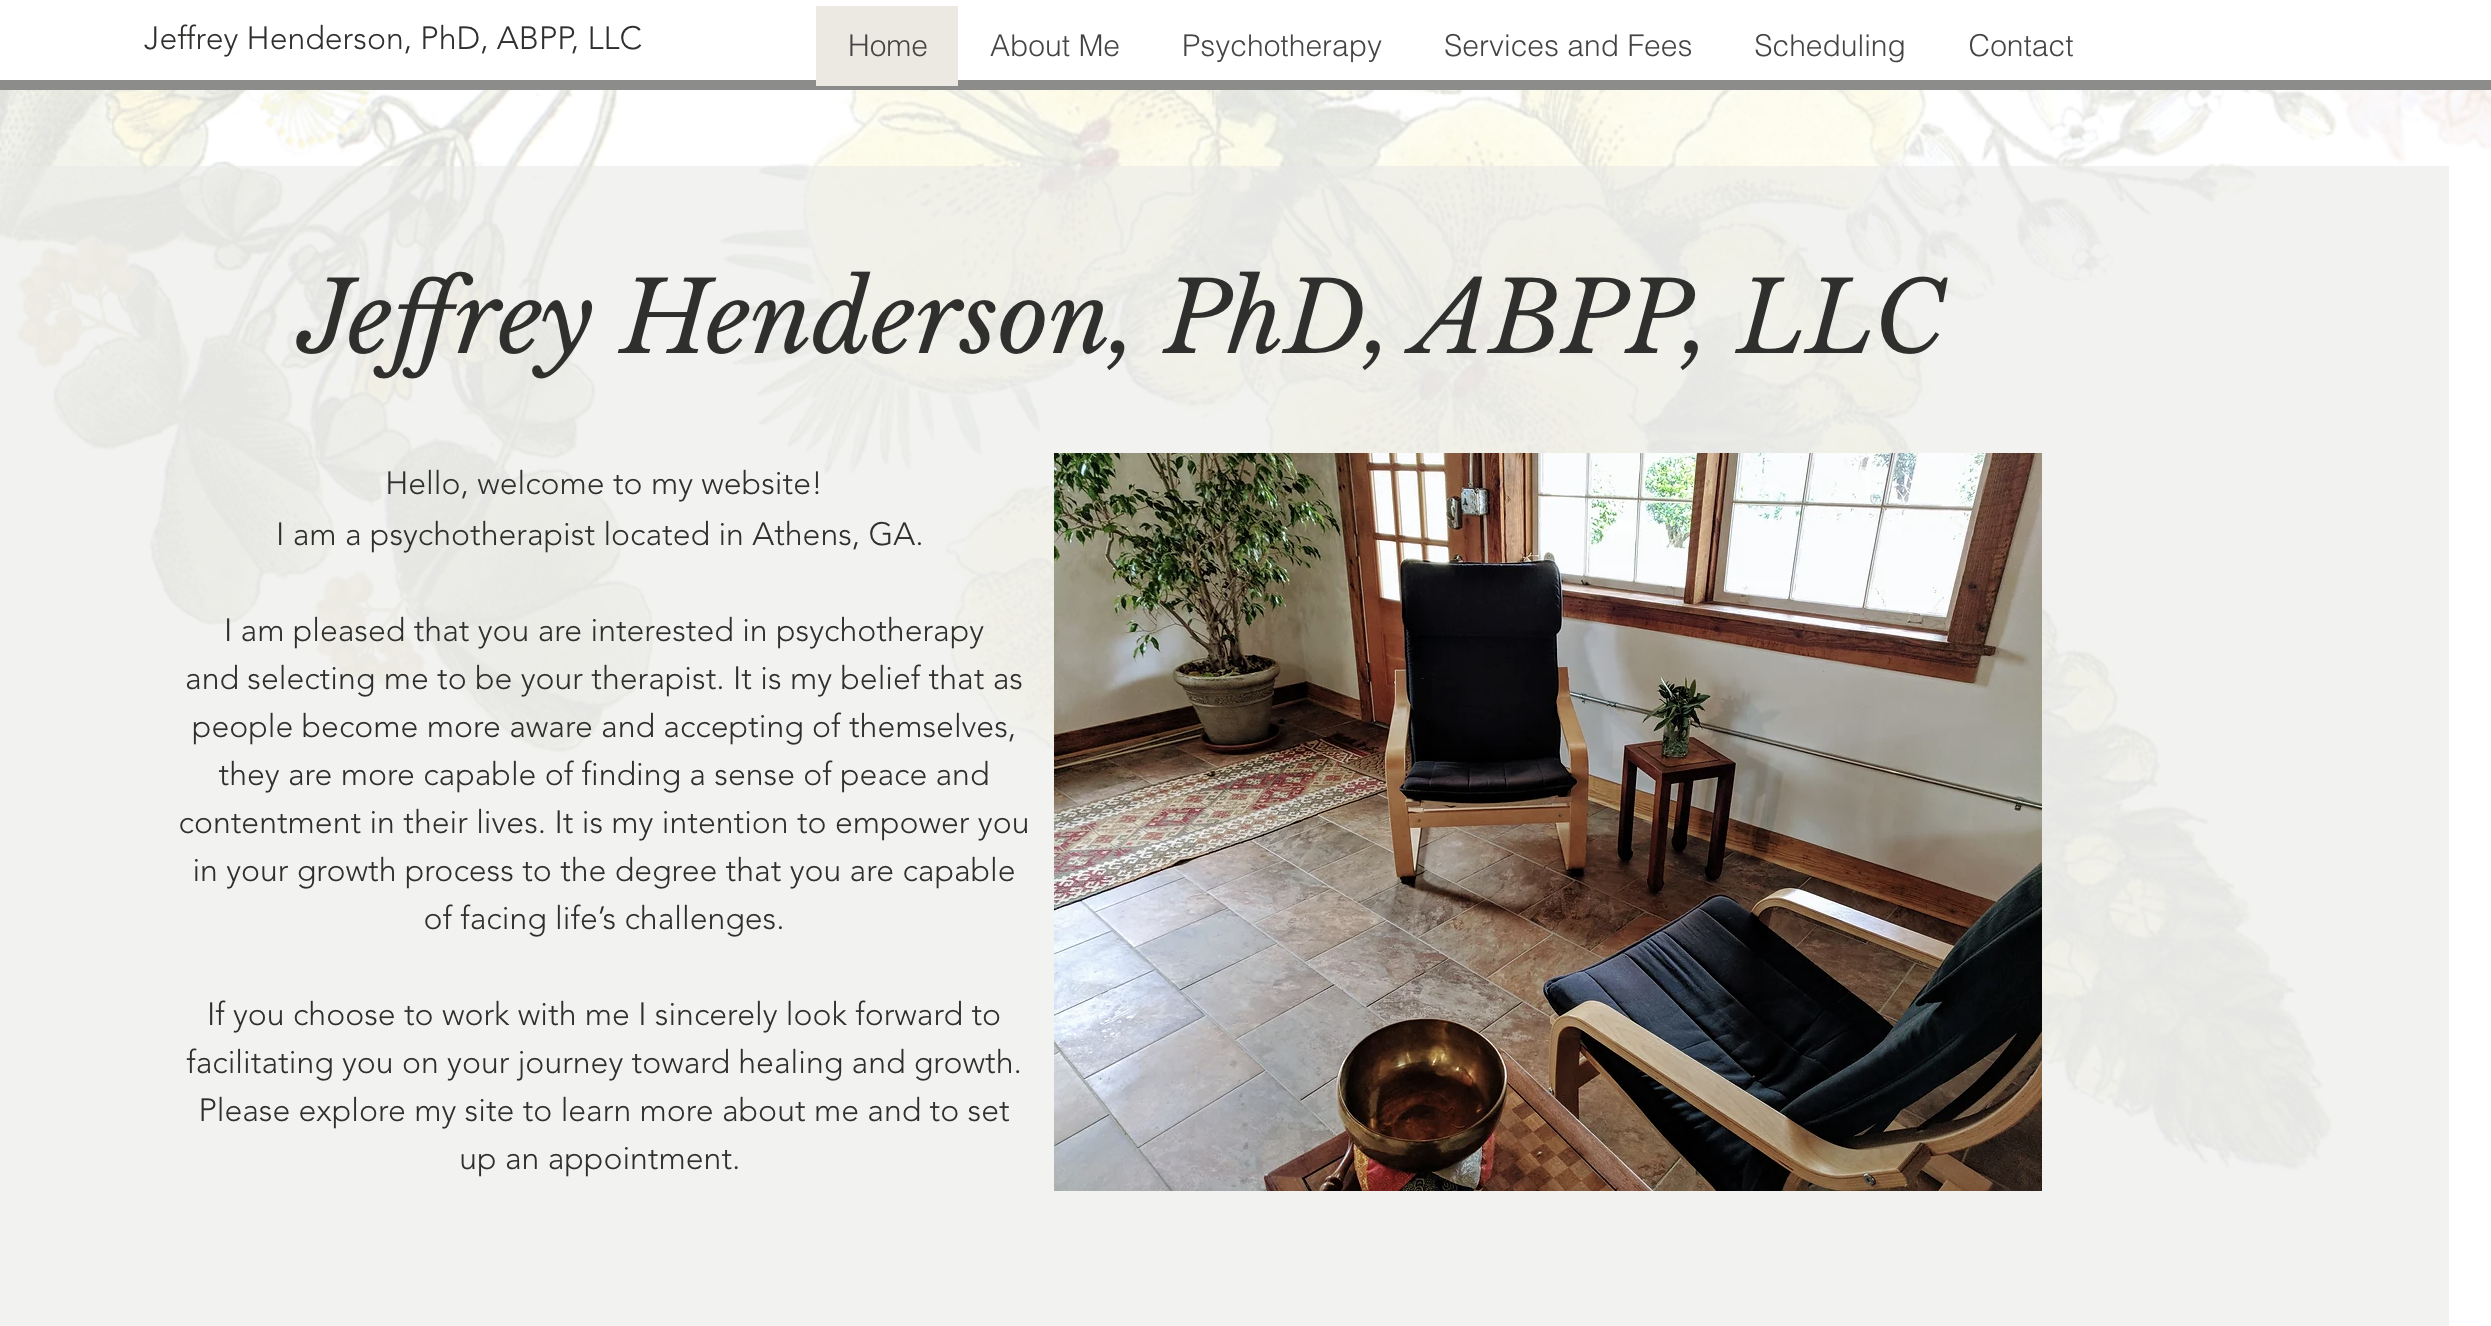 Jeffrey Henderson, PhD, ABPP, LLC
Home
About Me
Psychotherapy
Services and Fees
Scheduling
Contact
Jeffrey Henderson, PhD, ABPP, LLC
Hello, welcome to my website!
I am a psychotherapist located in Athens, GA.
I am pleased that you are interested in psychotherapy
and selecting me to be your therapist. It is my belief that as
people become more aware and accepting of themselves,
they are more capable of finding a sense of peace and
contentment in their lives. It is my intention to empower you
in your growth process to the degree that you are capable
of facing life’s challenges.
If you choose to work with me I sincerely look forward to
facilitating you on your journey toward healing and growth.
Please explore my site to learn more about me and to set
up an appointment.